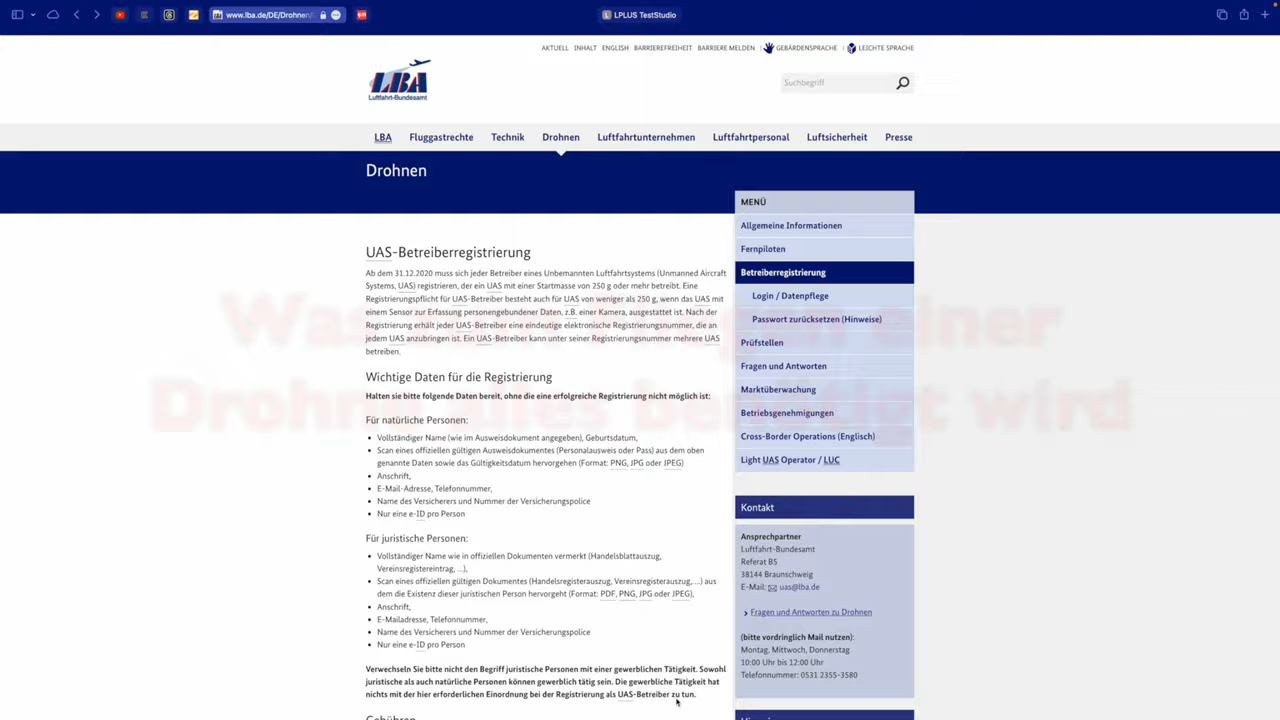 www.lba.de/DE/Drohnen/
LPLUS TestStudio
AKTUELL INHALT ENGLISH BARRIEREFREIHEIT BARRIERE MELDEN GEBÄRDENSPRACHE LEICHTE SPRACHE
LBA
Luftfahrt-Bundesamt
Suchbegriff
LBA Fluggastrechte Technik Drohnen Luftfahrtunternehmen Luftfahrtpersonal Luftsicherheit Presse
Drohnen
UAS-Betreiberregistrierung
Ab dem 31.12.2020 muss sich jeder Betreiber eines Unbemannten Luftfahrtsystems (Unmanned Aircraft
Systems, UAS) registrieren, der ein UAS mit einer Startmasse von 250 g oder mehr betreibt. Eine
Registrierungspflicht für UAS-Betreiber besteht auch für UAS von weniger als 250 g, wenn das UAS mit
einem Sensor zur Erfassung personengebundener Daten, z.B. einer Kamera, ausgestattet ist. Nach der
Registrierung erhält jeder UAS-Betreiber eine eindeutige elektronische Registrierungsnummer, die an
jedem UAS anzubringen ist. Ein UAS-Betreiber kann unter seiner Registrierungsnummer mehrere UAS
betreiben.
Wichtige Daten für die Registrierung
Halten sie bitte folgende Daten bereit, ohne die eine erfolgreiche Registrierung nicht möglich ist:
Für natürliche Personen:
• Vollständiger Name (wie im Ausweisdokument angegeben), Geburtsdatum,
• Scan eines offiziellen gültigen Ausweisdokumentes (Personalausweis oder Pass) aus dem oben
genannte Daten sowie das Gültigkeitsdatum hervorgehen (Format: PNG, JPG oder JPEG)
• Anschrift,
• E-Mail-Adresse, Telefonnummer,
• Name des Versicherers und Nummer der Versicherungspolice
• Nur eine e-ID pro Person
Für juristische Personen:
• Vollständiger Name wie in offiziellen Dokumenten vermerkt (Handelsblattauszug,
Vereinsregistereintrag, ...),
• Scan eines offiziellen gültigen Dokumentes (Handelsregisterauszug, Vereinsregisterauszug,...) aus
dem die Existenz dieser juristischen Person hervorgeht (Format: PDF, PNG, JPG oder JPEG),
• Anschrift,
• E-Mailadresse, Telefonnummer,
• Name des Versicherers und Nummer der Versicherungspolice
• Nur eine e-ID pro Person
Verwechseln Sie bitte nicht den Begriff juristische Personen mit einer gewerblichen Tätigkeit. Sowohl
juristische als auch natürliche Personen können gewerblich tätig sein. Die gewerbliche Tätigkeit hat
nichts mit der hier erforderlichen Einordnung bei der Registrierung als UAS-Betreiber zu tun.
Gebühren
MENÜ
Allgemeine Informationen
Fernpiloten
Betreiberregistrierung
Login / Datenpflege
Passwort zurücksetzen (Hinweise)
Prüfstellen
Fragen und Antworten
Marktüberwachung
Betriebsgenehmigungen
Cross-Border Operations (Englisch)
Light UAS Operator / LUC
Kontakt
Ansprechpartner
Luftfahrt-Bundesamt
Referat B5
38144 Braunschweig
E-Mail: uas@lba.de
Fragen und Antworten zu Drohnen
(bitte vordringlich Mail nutzen):
Montag, Mittwoch, Donnerstag
10:00 Uhr bis 12:00 Uhr
Telefonnummer: 0531 2355-3580